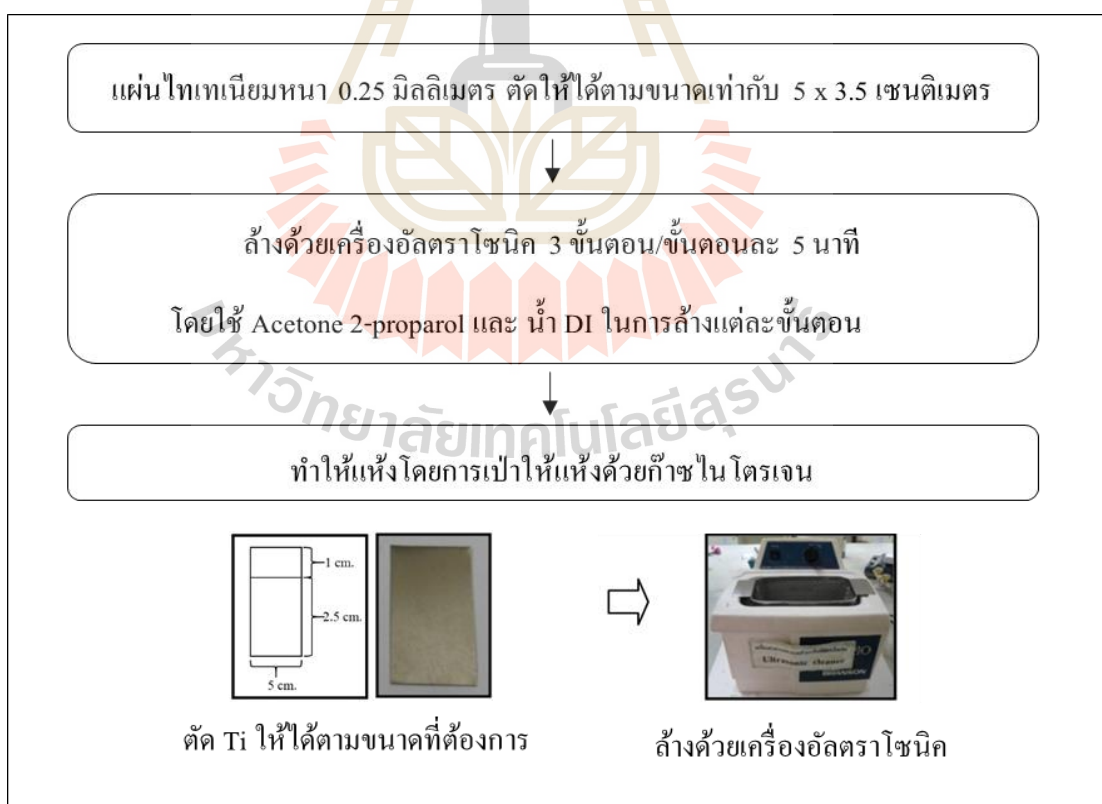 แผ่นไทเทเนียมหนา 0.25 มิลลิเมตร ตัดให้ได้ตามขนาดเท่ากับ 5 x 3.5 เซนติเมตร
ล้างด้วยเครื่องอัลตราโซนิค 3 ขั้นตอน/ขั้นตอนละ 5 นาที
โดยใช้ Acetone 2-proparol และ น้ำ DI ในการล้างแต่ละขั้นตอน
มหาวิทยาลัยเทคโนโลยีสุรนารี
ทำให้แห้งโดยการเป่าให้แห้งด้วยก๊าซไนโตรเจน
1 cm.
2.5 cm.
5 cm.
Ultrasonic cleaner
BRANSON
ตัด Ti ให้ได้ตามขนาดที่ต้องการ
ล้างด้วยเครื่องอัลตราโซนิค